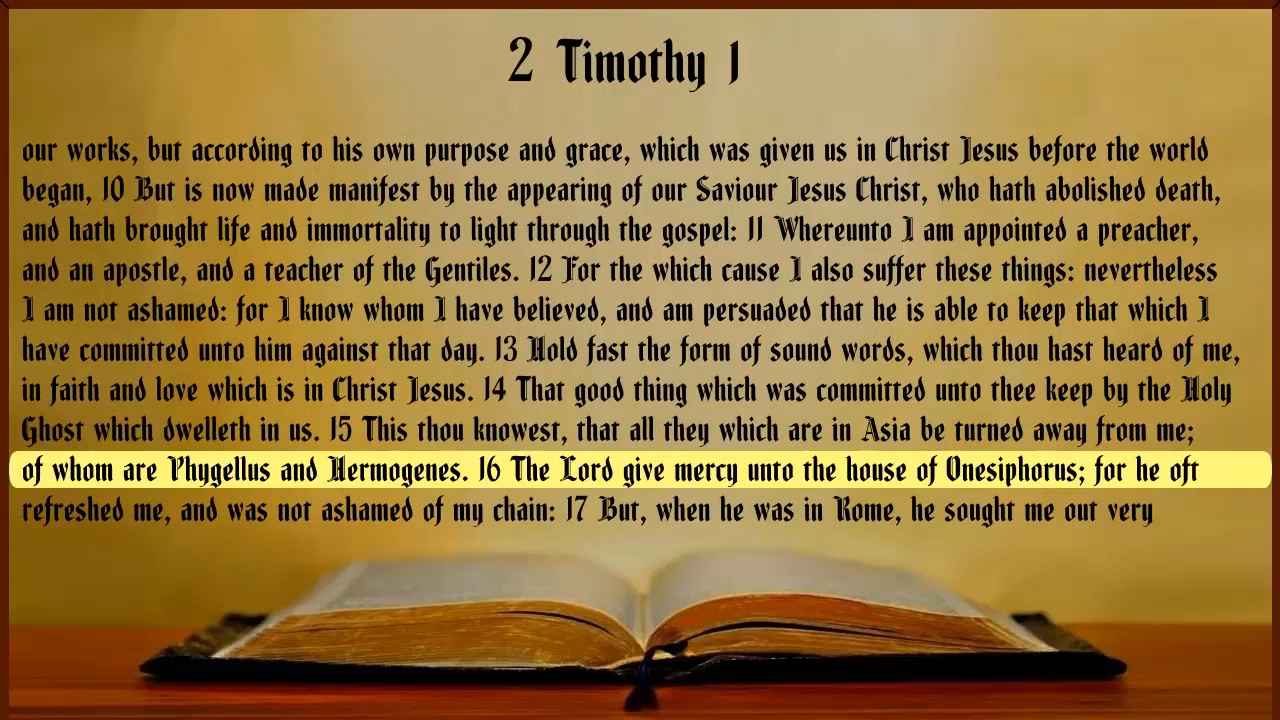 2 Timothy 1
our works, but according to his own purpose and grace, which was given us in Christ Jesus before the world
began, 10 But is now made manifest by the appearing of our Saviour Jesus Christ, who hath abolished death,
and hath brought life and immortality to light through the gospel: 11 Whereunto I am appointed a preacher,
and an apostle, and a teacher of the Gentiles. 12 For the which cause I also suffer these things: nevertheless
I am not ashamed: for I know whom I have believed, and am persuaded that he is able to keep that which I
have committed unto him against that day. 13 Hold fast the form of sound words, which thou hast heard of me,
in faith and love which is in Christ Jesus. 14 That good thing which was committed unto thee keep by the Holy
Ghost which dwelleth in us. 15 This thou knowest, that all they which are in Asia be turned away from me;
of whom are Phygellus and Hermogenes. 16 The Lord give mercy unto the house of Onesiphorus; for he oft
refreshed me, and was not ashamed of my chain: 17 But, when he was in Rome, he sought me out very